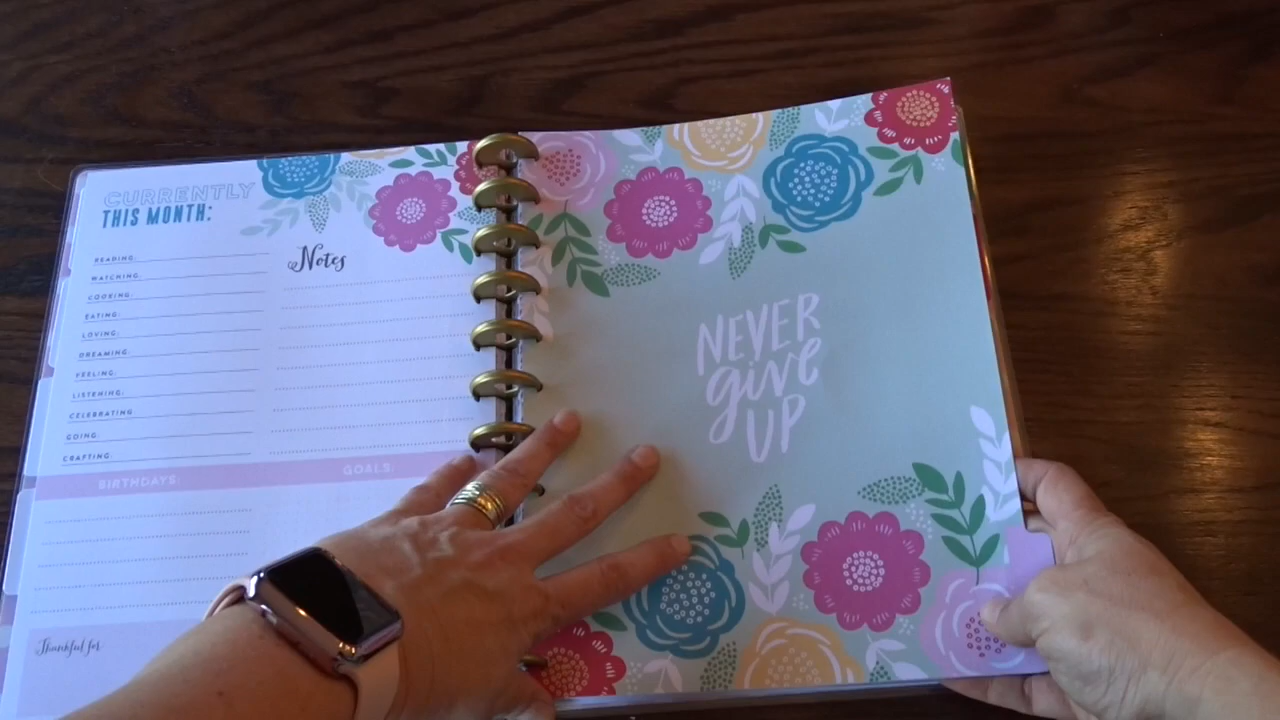 CURRENTLY
THIS MONTH:
READING:
WATCHING:
COOKING:
EATING:
LOVING:
DREAMING:
FEELING:
LISTENING:
CELEBRATING
GOING:
CRAFTING:
Notes
BIRTHDAYS:
GOALS:
Thankful for
NEVER
give
UP